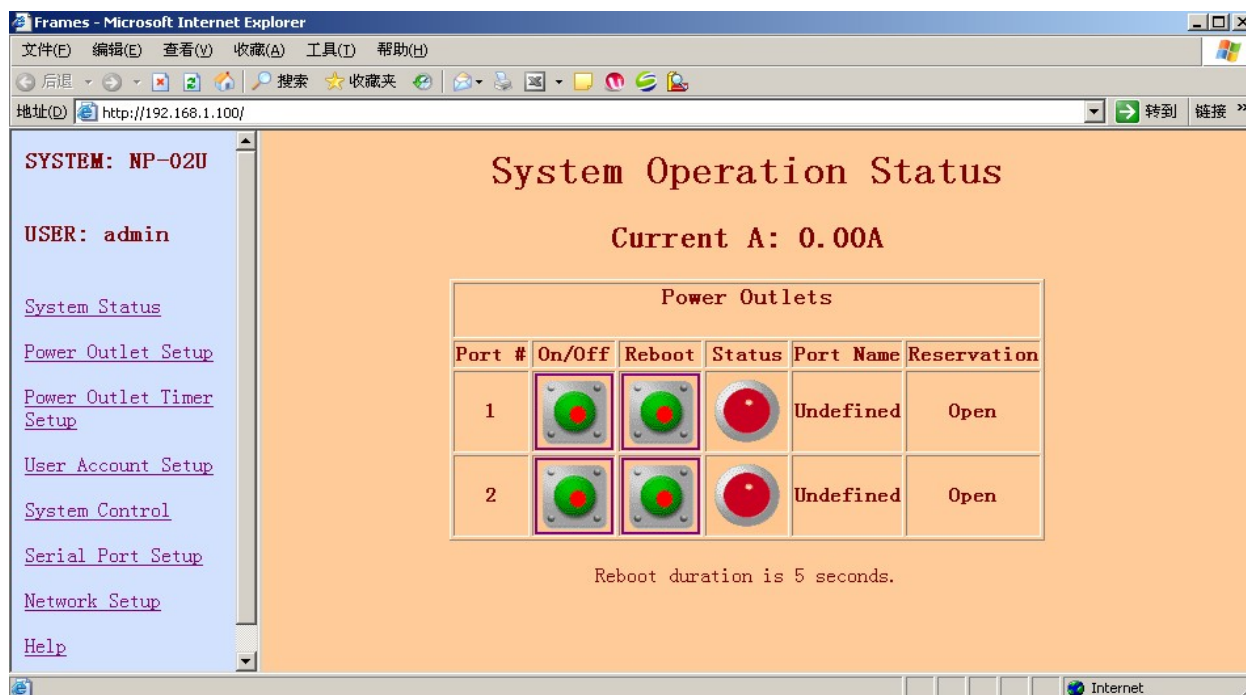 Frames - Microsoft Internet Explorer
文件(F) 编辑(E) 查看(V) 收藏(A) 工具(T) 帮助(H)
后退 搜索 收藏夹
地址(D) http://192.168.1.100/ 转到 链接 »
SYSTEM: NP-02U
USER: admin
System Status
Power Outlet Setup
Power Outlet Timer
Setup
User Account Setup
System Control
Serial Port Setup
Network Setup
Help
System Operation Status
Current A: 0.00A
Power Outlets
Port # On/Off Reboot Status Port Name Reservation
1 Undefined Open
2 Undefined Open
Reboot duration is 5 seconds.
Internet